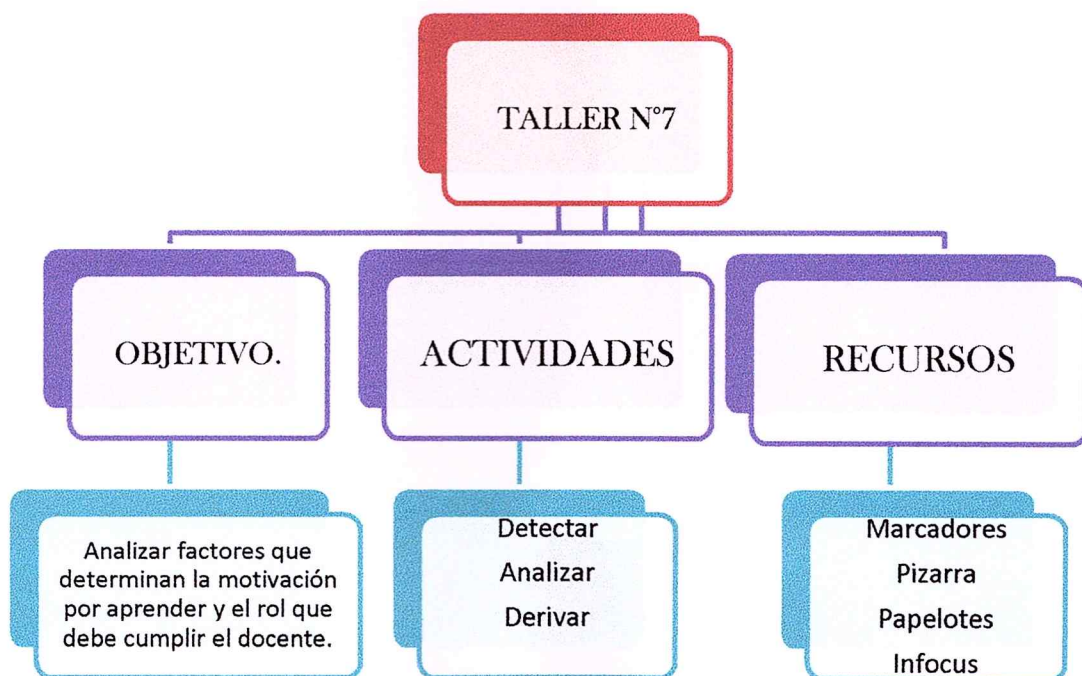 TALLER N°7
OBJETIVO.
ACTIVIDADES
RECURSOS
Analizar factores que
determinan la motivación
por aprender y el rol que
debe cumplir el docente.
Detectar
Analizar
Derivar
Marcadores
Pizarra
Papelotes
Infocus